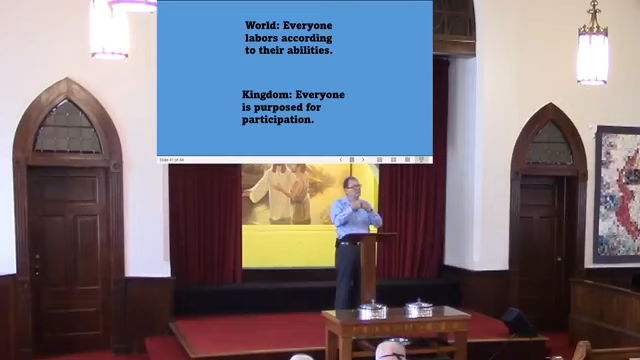 World: Everyone
labors according
to their abilities.
Kingdom: Everyone
is purposed for
participation.